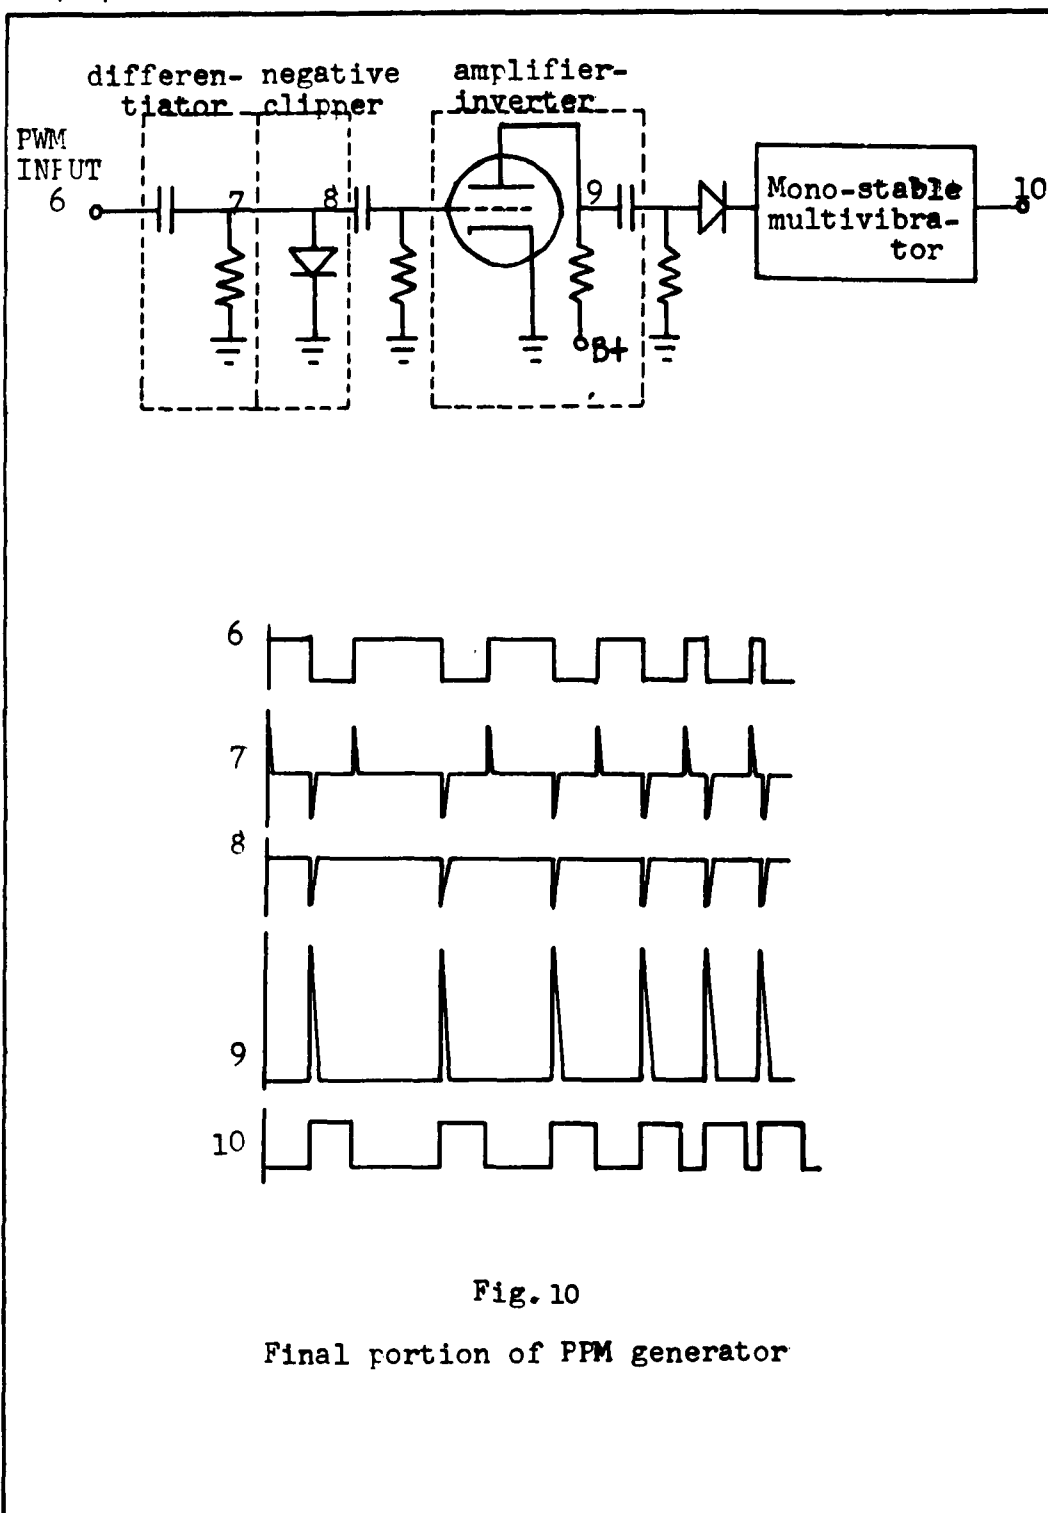 differen- negative
tiator clipper
amplifier-
inverter
PWM
INPUT
6
7
8
9
B+
Mono-stable
multivibra-
tor
10
6
7
8
9
10
Fig. 10
Final portion of PPM generator